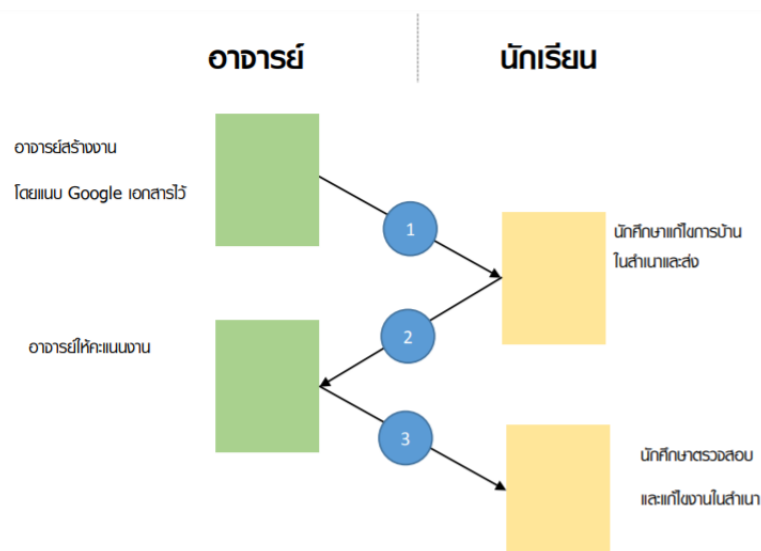 อาจารย์
นักเรียน
อาจารย์สร้างงาน
โดยแนบ Google เอกสารไว้
1
นักศึกษาแก้ไขการบ้าน
ในสำเนาและส่ง
2
อาจารย์ให้คะแนนงาน
3
นักศึกษาตรวจสอบ
และแก้ไขงานในสำเนา